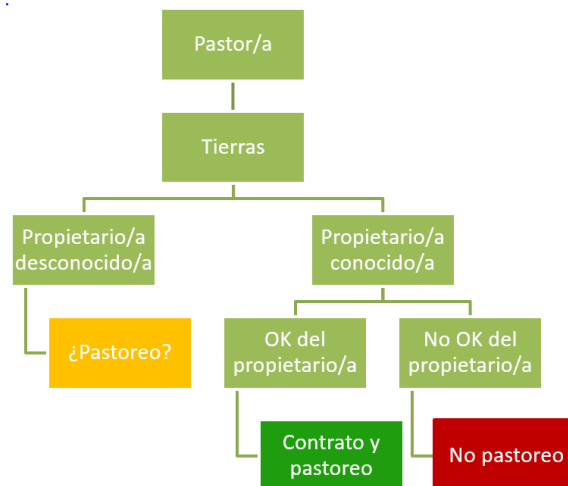 Pastor/a
Tierras
Propietario/a
desconocido/a
Propietario/a
conocido/a
¿Pastoreo?
OK del
propietario/a
No OK del
propietario/a
Contrato y
pastoreo
No pastoreo